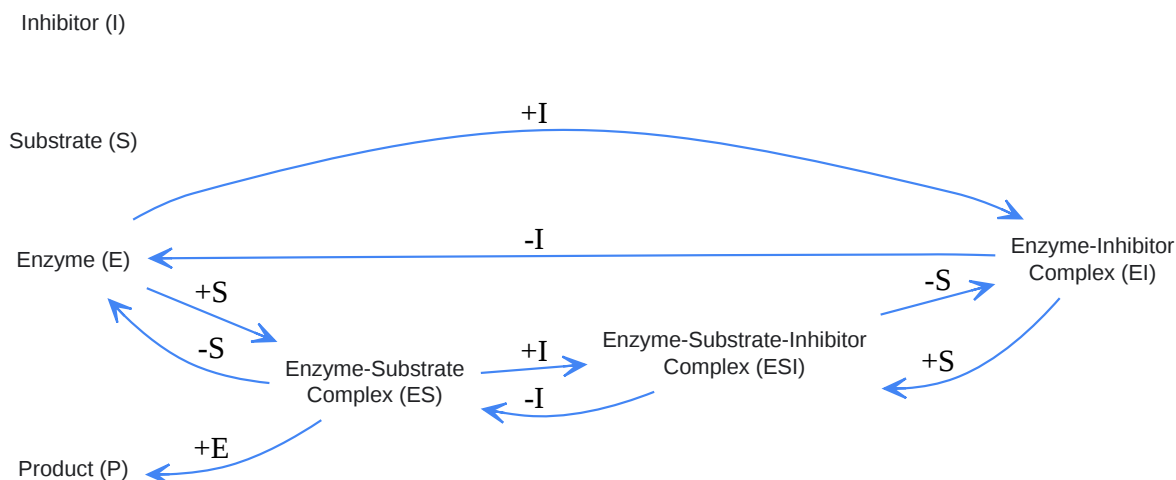 Inhibitor (I)
+I
Substrate (S)
-I
Enzyme (E)
Enzyme-Inhibitor
Complex (EI)
+S
-S
-S
+I
Enzyme-Substrate-Inhibitor
Complex (ESI)
+S
Enzyme-Substrate
Complex (ES)
-I
+E
Product (P)